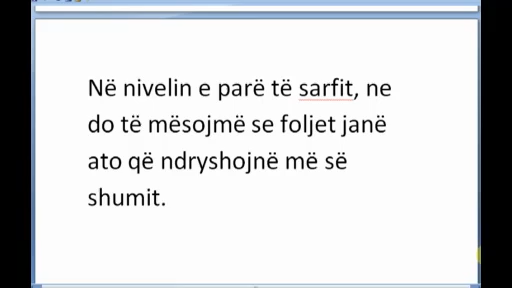 Në nivelin e parë të sarfit, ne
do të mësojmë se foljet janë
ato që ndryshojnë më së
shumit.